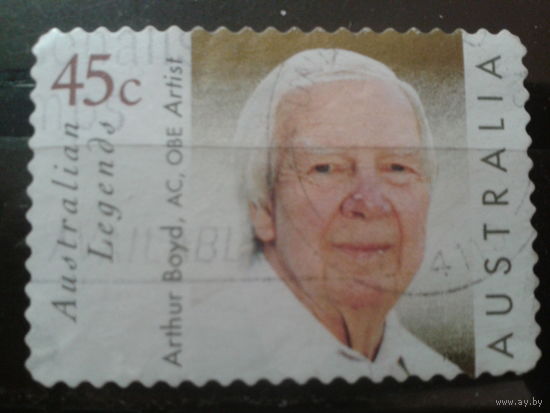 45c
Australian
Legends
Arthur Boyd, AC, OBE Artist
AUSTRALIA
www.ay.by